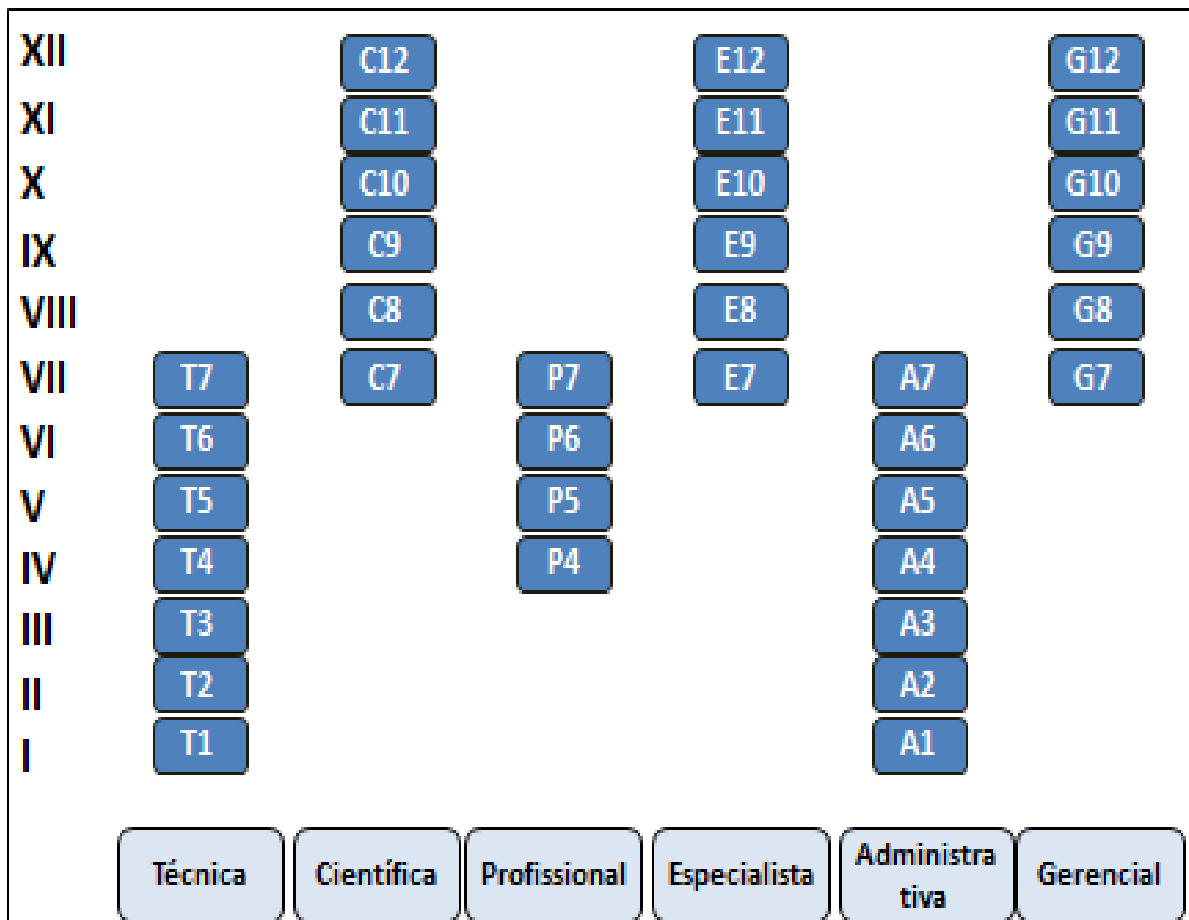 XII C12 E12 G12
XI C11 E11 G11
X C10 E10 G10
IX C9 E9 G9
VIII C8 E8 G8
VII T7 C7 P7 E7 A7 G7
VI T6 P6 A6
V T5 P5 A5
IV T4 P4 A4
III T3 A3
II T2 A2
I T1 A1
Técnica Científica Profissional Especialista Administra
tiva Gerencial